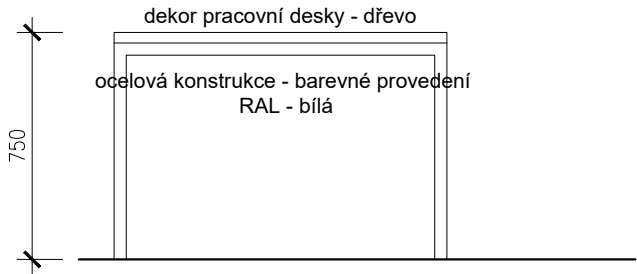 dekor pracovní desky - dřevo
ocelová konstrukce - barevné provedení
RAL - bílá
750